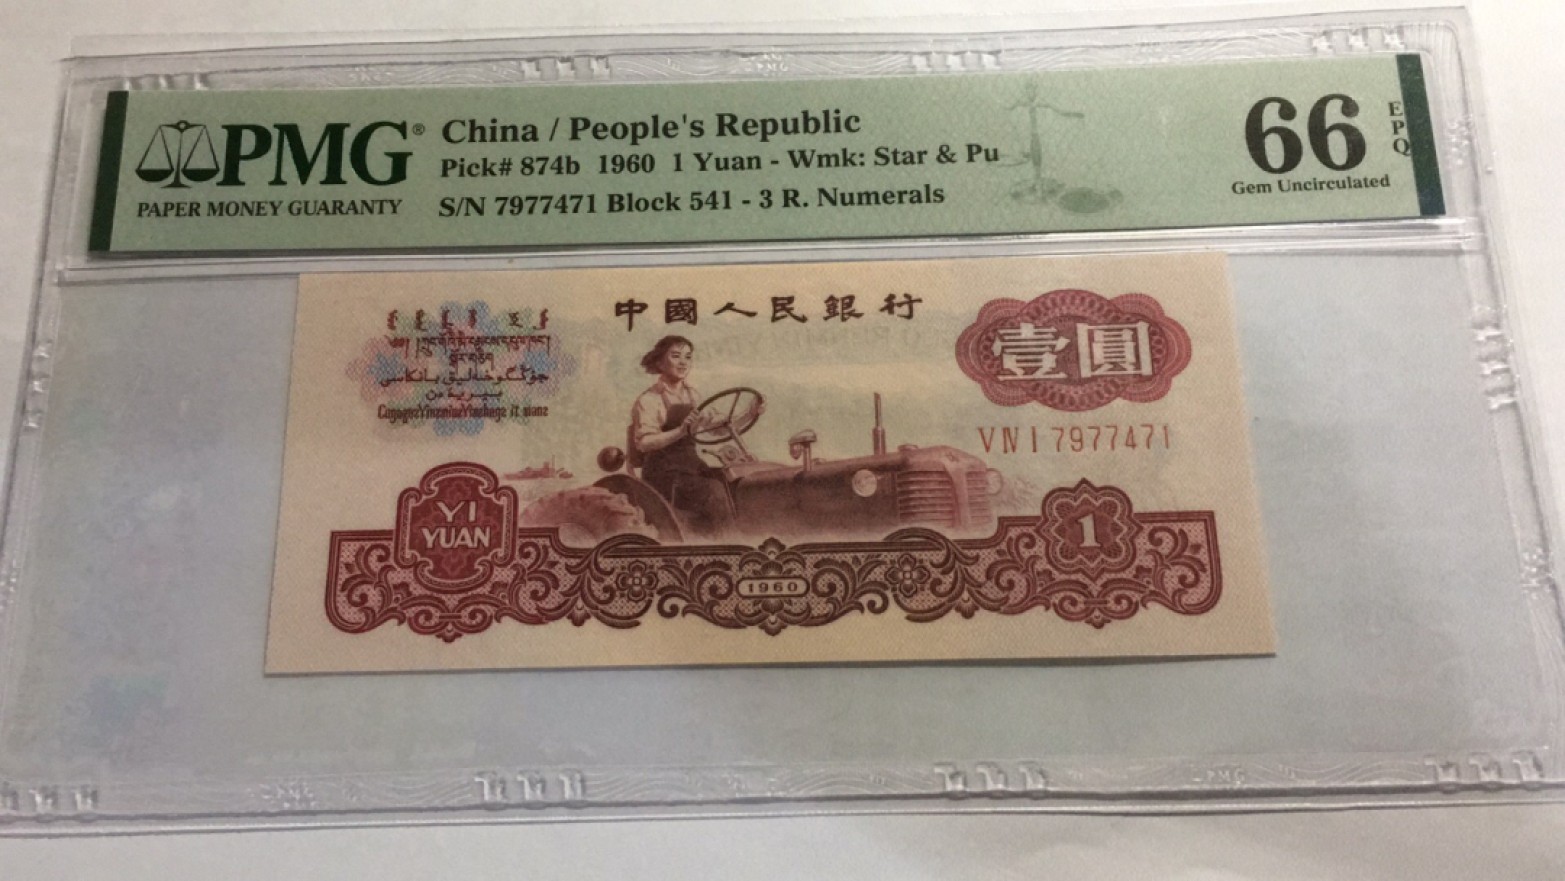 PMG®
PAPER MONEY GUARANTY
China / People's Republic
Pick# 874b 1960 1 Yuan - Wmk: Star & Pu
S/N 7977471 Block 541 - 3 R. Numerals
66 EPQ
Gem Uncirculated
中國人民銀行
壹圓
VIV I 7977471
YI
YUAN
1960
1